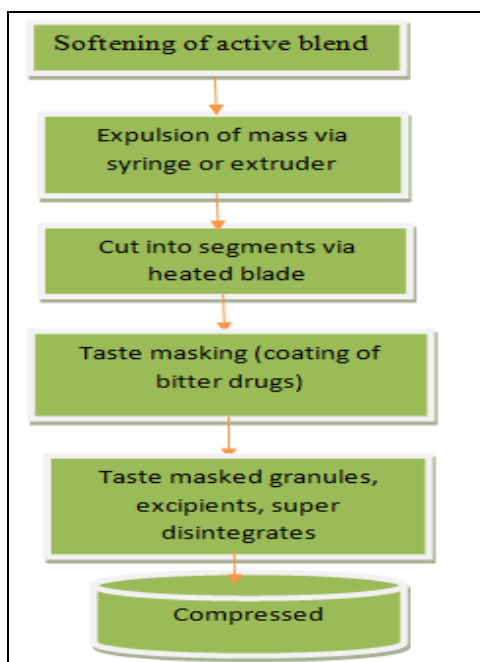 Softening of active blend
Expulsion of mass via
syringe or extruder
Cut into segments via
heated blade
Taste masking (coating of
bitter drugs)
Taste masked granules,
excipients, super
disintegrates
Compressed